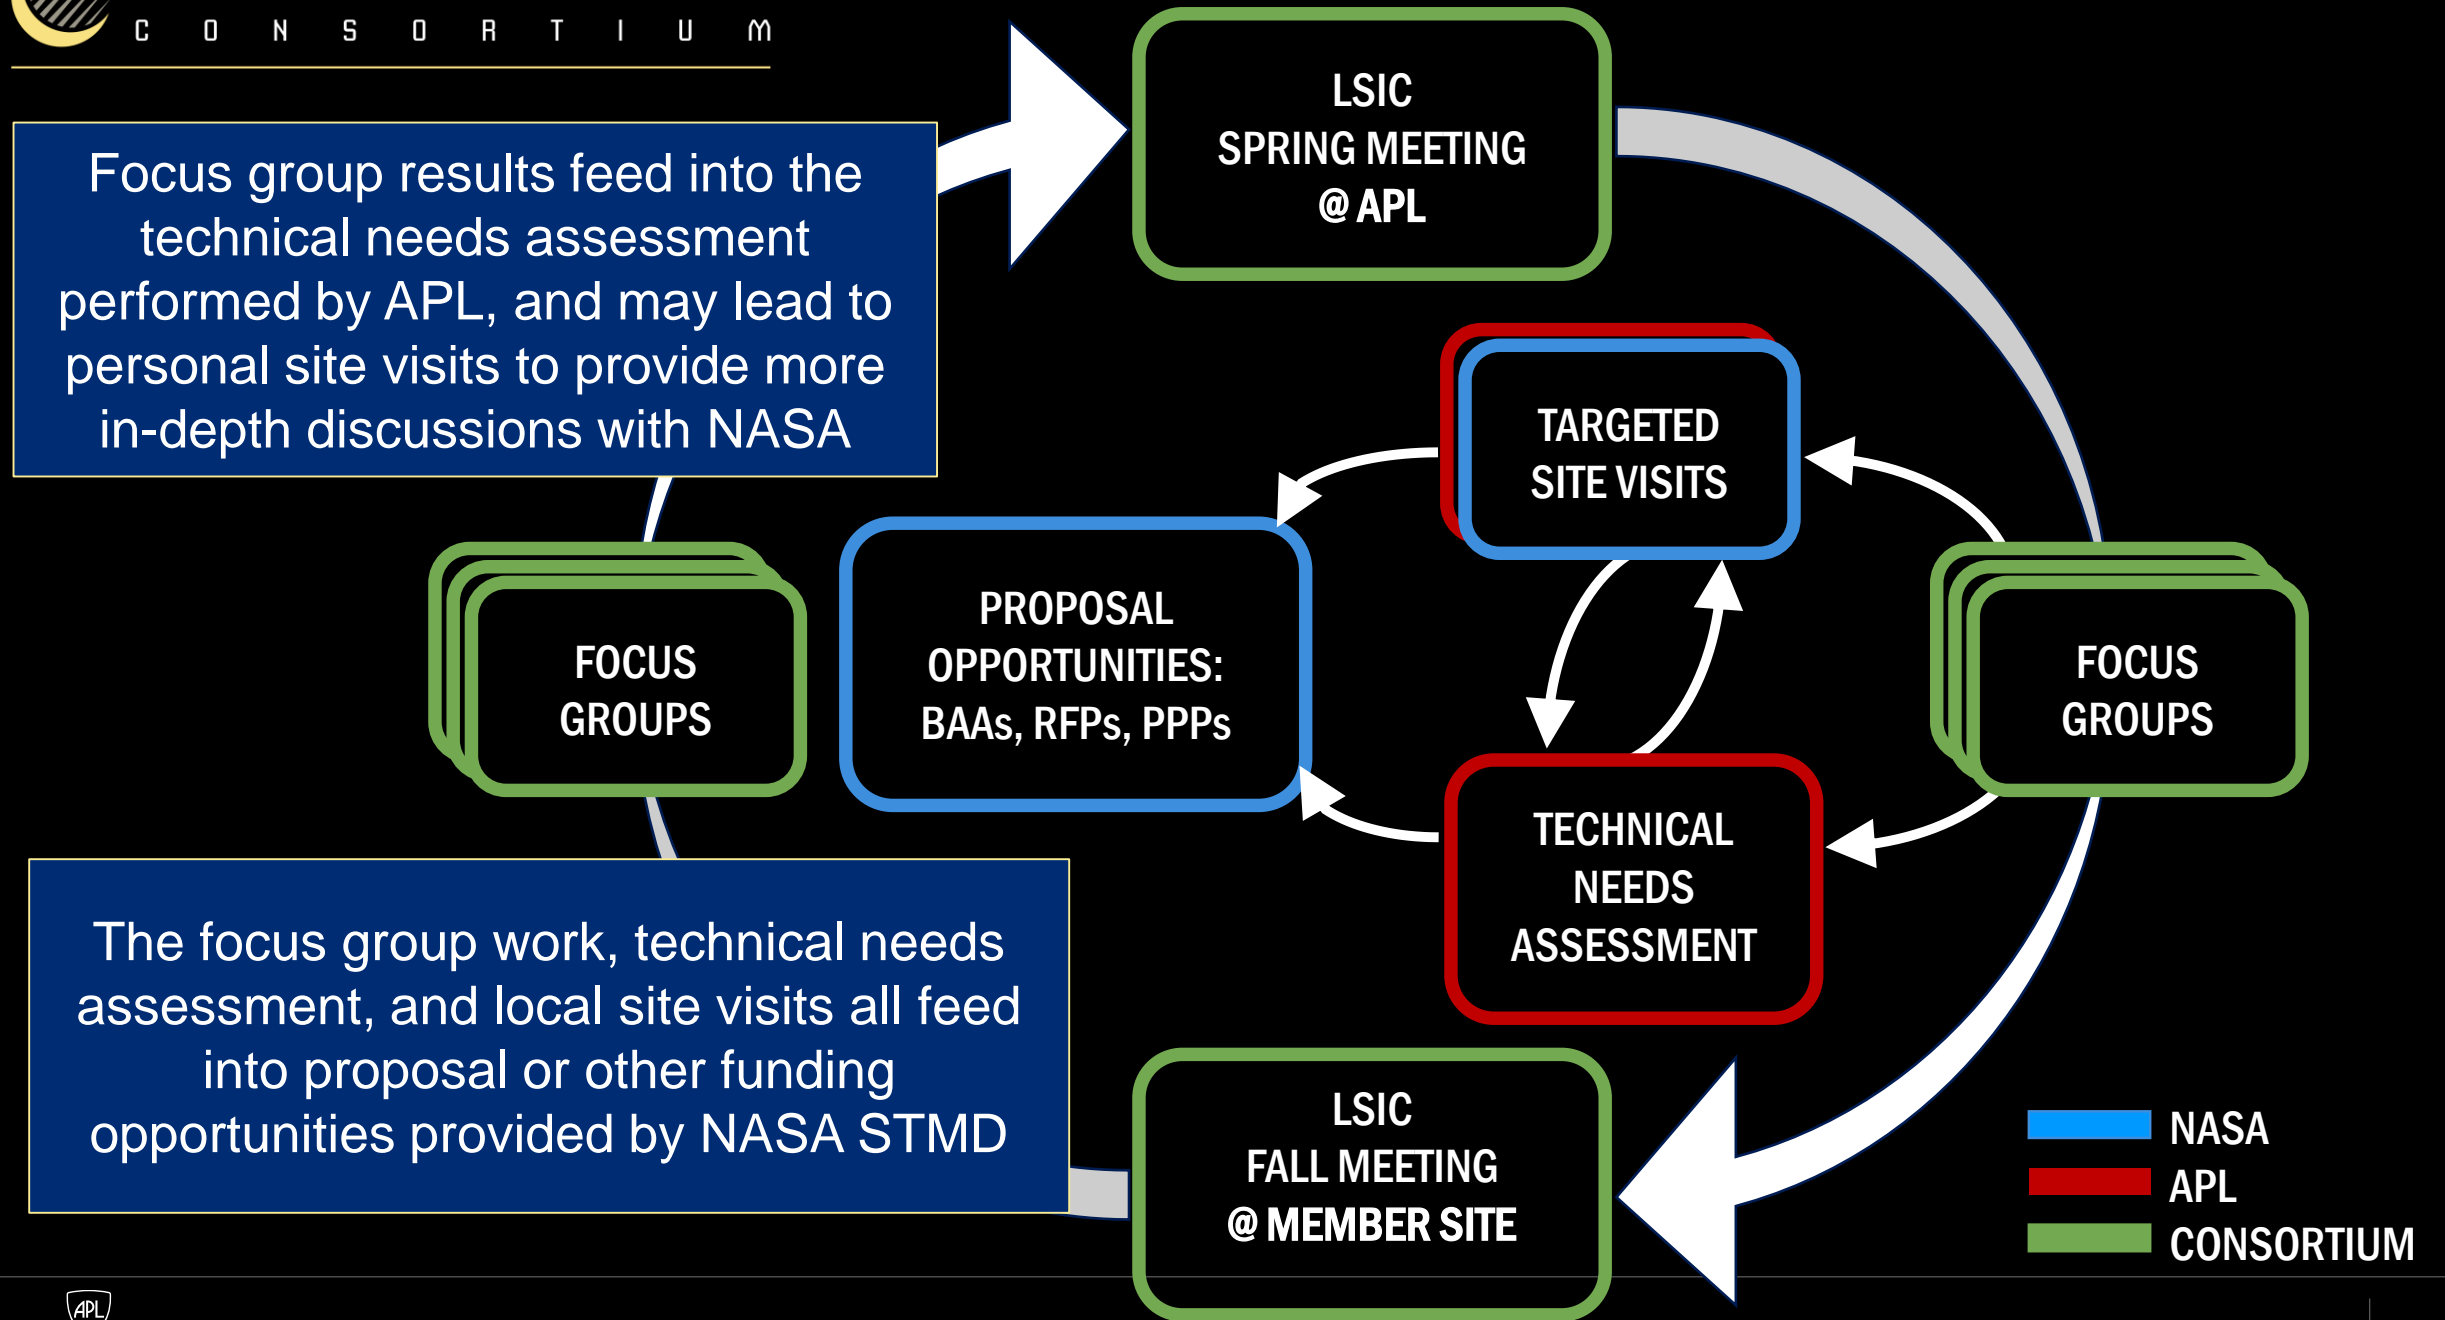 CONSORTIUM
Focus group results feed into the
technical needs assessment
performed by APL, and may lead to
personal site visits to provide more
in-depth discussions with NASA
LSIC
SPRING MEETING
@ APL
TARGETED
SITE VISITS
PROPOSAL
OPPORTUNITIES:
BAAs, RFPs, PPPs
FOCUS
GROUPS
FOCUS
GROUPS
TECHNICAL
NEEDS
ASSESSMENT
The focus group work, technical needs
assessment, and local site visits all feed
into proposal or other funding
opportunities provided by NASA STMD
LSIC
FALL MEETING
@ MEMBER SITE
NASA
APL
CONSORTIUM
APL